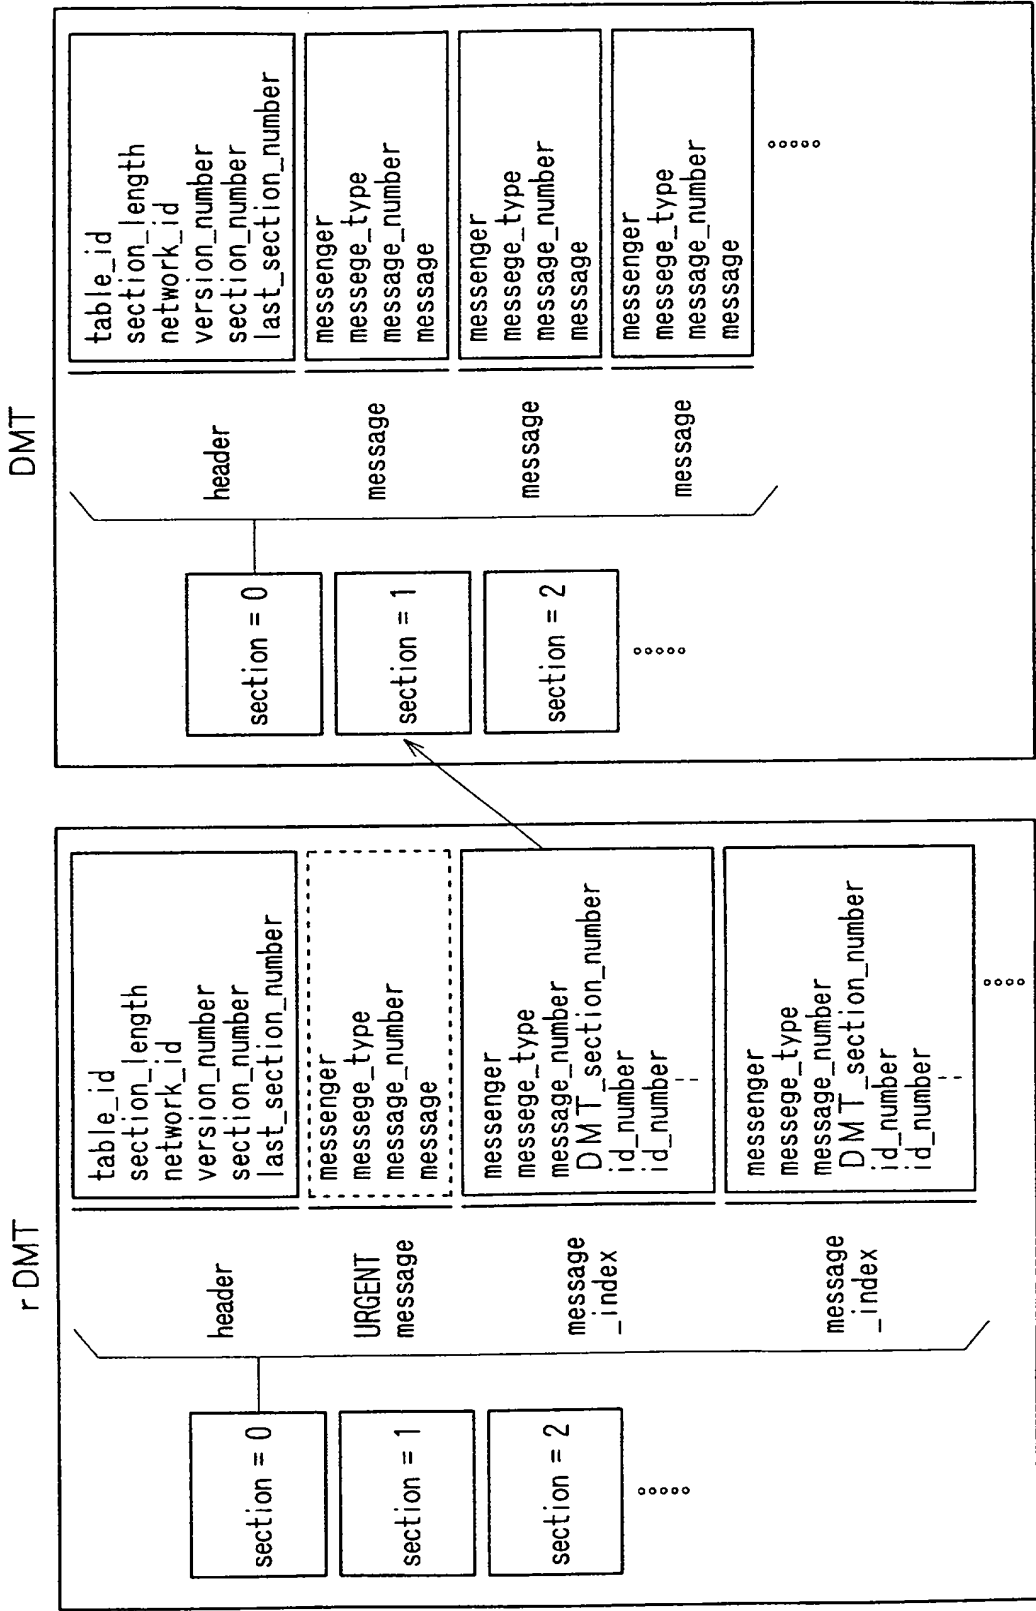 r DMT
section = 0
section = 1
section = 2
header
table_id
section_length
network_id
version_number
section_number
last_section_number
URGENT
message
messenger
messege_type
message_number
message
message
_index
messenger
messege_type
message_number
DMT_section_number
id_number
id_number
message
_index
messenger
messege_type
message_number
DMT_section_number
id_number
id_number
DMT
section = 0
section = 1
section = 2
header
table_id
section_length
network_id
version_number
section_number
last_section_number
message
messenger
messege_type
message_number
message
message
messenger
messege_type
message_number
message
message
messenger
messege_type
message_number
message